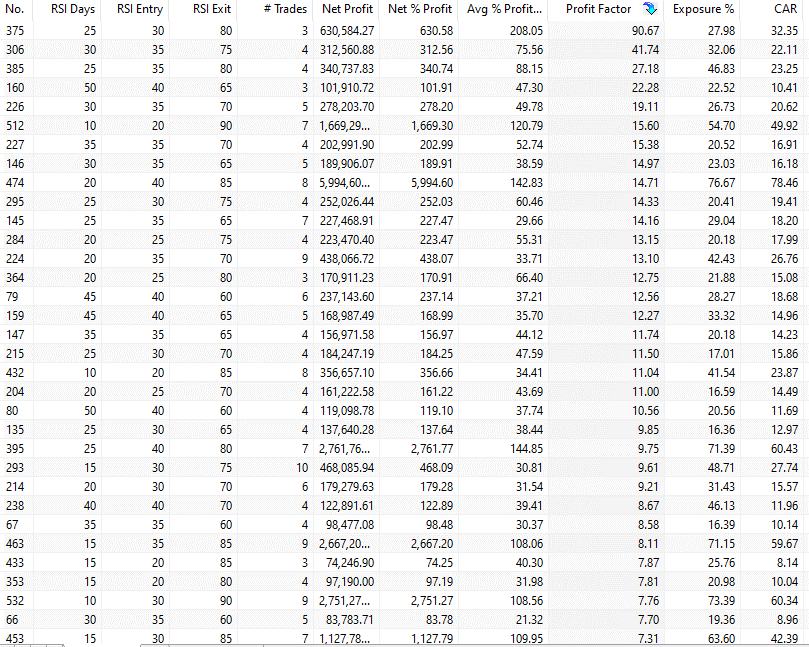 No. RSI Days RSI Entry RSI Exit # Trades Net Profit Net % Profit Avg % Profit... Profit Factor Exposure % CAR
375 25 30 80 3 630,584.27 630.58 208.05 90.67 27.98 32.35
306 30 35 75 4 312,560.88 312.56 75.56 41.74 32.06 22.11
385 25 35 80 4 340,737.83 340.74 88.15 27.18 46.83 23.25
160 50 40 65 3 101,910.72 101.91 47.30 22.28 22.52 10.41
226 30 35 70 5 278,203.70 278.20 49.78 19.11 26.73 20.62
512 10 20 90 7 1,669,29... 1,669.30 120.79 15.60 54.70 49.92
227 35 35 70 4 202,991.90 202.99 52.74 15.38 20.52 16.91
146 30 35 65 5 189,906.07 189.91 38.59 14.97 23.03 16.18
474 20 40 85 8 5,994,60... 5,994.60 142.83 14.71 76.67 78.46
295 25 30 75 4 252,026.44 252.03 60.46 14.33 20.41 19.41
145 25 35 65 7 227,468.91 227.47 29.66 14.16 29.04 18.20
284 20 25 75 4 223,470.40 223.47 55.31 13.15 20.18 17.99
224 20 35 70 9 438,066.72 438.07 33.71 13.10 42.43 26.76
364 20 25 80 3 170,911.23 170.91 66.40 12.75 21.88 15.08
79 45 40 60 6 237,143.60 237.14 37.21 12.56 28.27 18.68
159 45 40 65 5 168,987.49 168.99 35.70 12.27 33.32 14.96
147 35 35 65 4 156,971.58 156.97 44.12 11.74 20.18 14.23
215 25 30 70 4 184,247.19 184.25 47.59 11.50 17.01 15.86
432 10 20 85 8 356,657.10 356.66 34.41 11.04 41.54 23.87
204 20 25 70 4 161,222.58 161.22 43.69 11.00 16.59 14.49
80 50 40 60 4 119,098.78 119.10 37.74 10.56 20.56 11.69
135 25 30 65 4 137,640.28 137.64 38.44 9.85 16.36 12.97
395 25 40 80 7 2,761,76... 2,761.77 144.85 9.75 71.39 60.43
293 15 30 75 10 468,085.94 468.09 30.81 9.61 48.71 27.74
214 20 30 70 6 179,279.63 179.28 31.54 9.21 31.43 15.57
238 40 40 70 4 122,891.61 122.89 39.41 8.67 46.13 11.96
67 35 35 60 4 98,477.08 98.48 30.37 8.58 16.39 10.14
463 15 35 85 9 2,667,20... 2,667.20 108.06 8.11 71.15 59.67
433 15 20 85 3 74,246.90 74.25 40.30 7.87 25.76 8.14
353 15 20 80 4 97,190.00 97.19 31.98 7.81 20.98 10.04
532 10 30 90 9 2,751,27... 2,751.27 108.56 7.76 73.39 60.34
66 30 35 60 5 83,783.71 83.78 21.32 7.70 19.36 8.96
453 15 30 85 7 1,127,78... 1,127.79 109.95 7.31 63.60 42.39